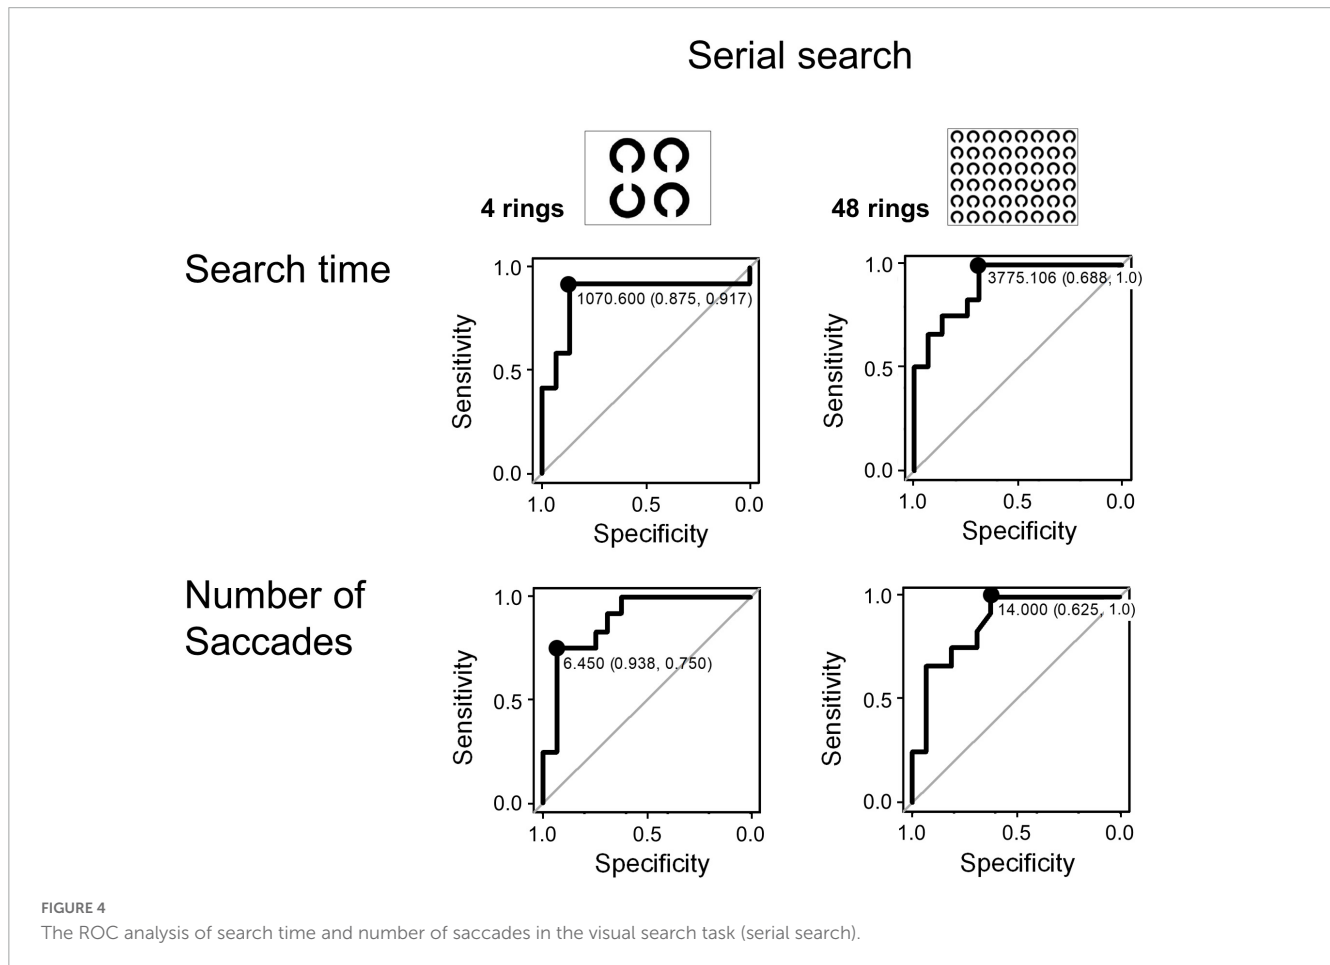 Serial search
4 rings
48 rings
Search time
1.0
0.5
0.0
Sensitivity
1070.600 (0.875, 0.917)
1.0
0.5
0.0
Specificity
1.0
0.5
0.0
Sensitivity
3775.106 (0.688, 1.0)
1.0
0.5
0.0
Specificity
Number of
Saccades
1.0
0.5
0.0
Sensitivity
6.450 (0.938, 0.750)
1.0
0.5
0.0
Specificity
1.0
0.5
0.0
Sensitivity
14.000 (0.625, 1.0)
1.0
0.5
0.0
Specificity
FIGURE 4
The ROC analysis of search time and number of saccades in the visual search task (serial search).